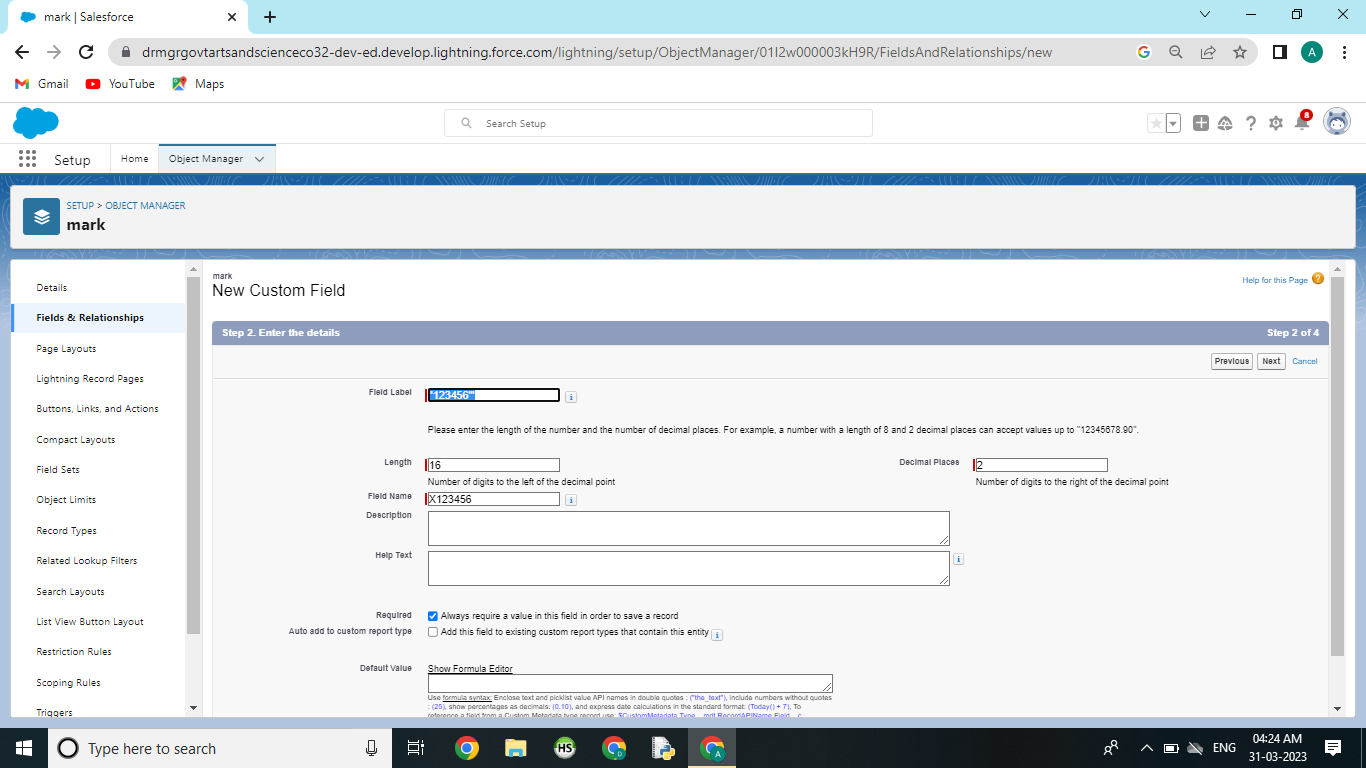 mark | Salesforce
drmgrgovtartsandscienceco32-dev-ed.develop.lightning.force.com/lightning/setup/ObjectManager/01I2w000003kH9R/FieldsAndRelationships/new
A
Gmail
YouTube
Maps
Search Setup
8
Setup
Home
Object Manager
SETUP > OBJECT MANAGER
mark
Details
Fields & Relationships
Page Layouts
Lightning Record Pages
Buttons, Links, and Actions
Compact Layouts
Field Sets
Object Limits
Record Types
Related Lookup Filters
Search Layouts
List View Button Layout
Restriction Rules
Scoping Rules
Triggers
mark
New Custom Field
Help for this Page
Step 2. Enter the details
Step 2 of 4
Previous
Next
Cancel
Field Label
"123456"
Please enter the length of the number and the number of decimal places. For example, a number with a length of 8 and 2 decimal places can accept values up to "12345678.90".
Length
16
Decimal Places
2
Number of digits to the left of the decimal point
Number of digits to the right of the decimal point
Field Name
X123456
Description
Help Text
Required
Always require a value in this field in order to save a record
Auto add to custom report type
Add this field to existing custom report types that contain this entity
Default Value
Show Formula Editor
Use formula syntax: Enclose text and picklist value API names in double quotes : ("the_text"), include numbers without quotes
: (25), show percentages as decimals: (0.10), and express date calculations in the standard format: (Today() + 7), To
reference a field from a Custom Metadata type record use: $CustomMetadata.Type__mdt.RecordAPIName.Field__c
Type here to search
HS
D
A
ENG
04:24 AM
31-03-2023